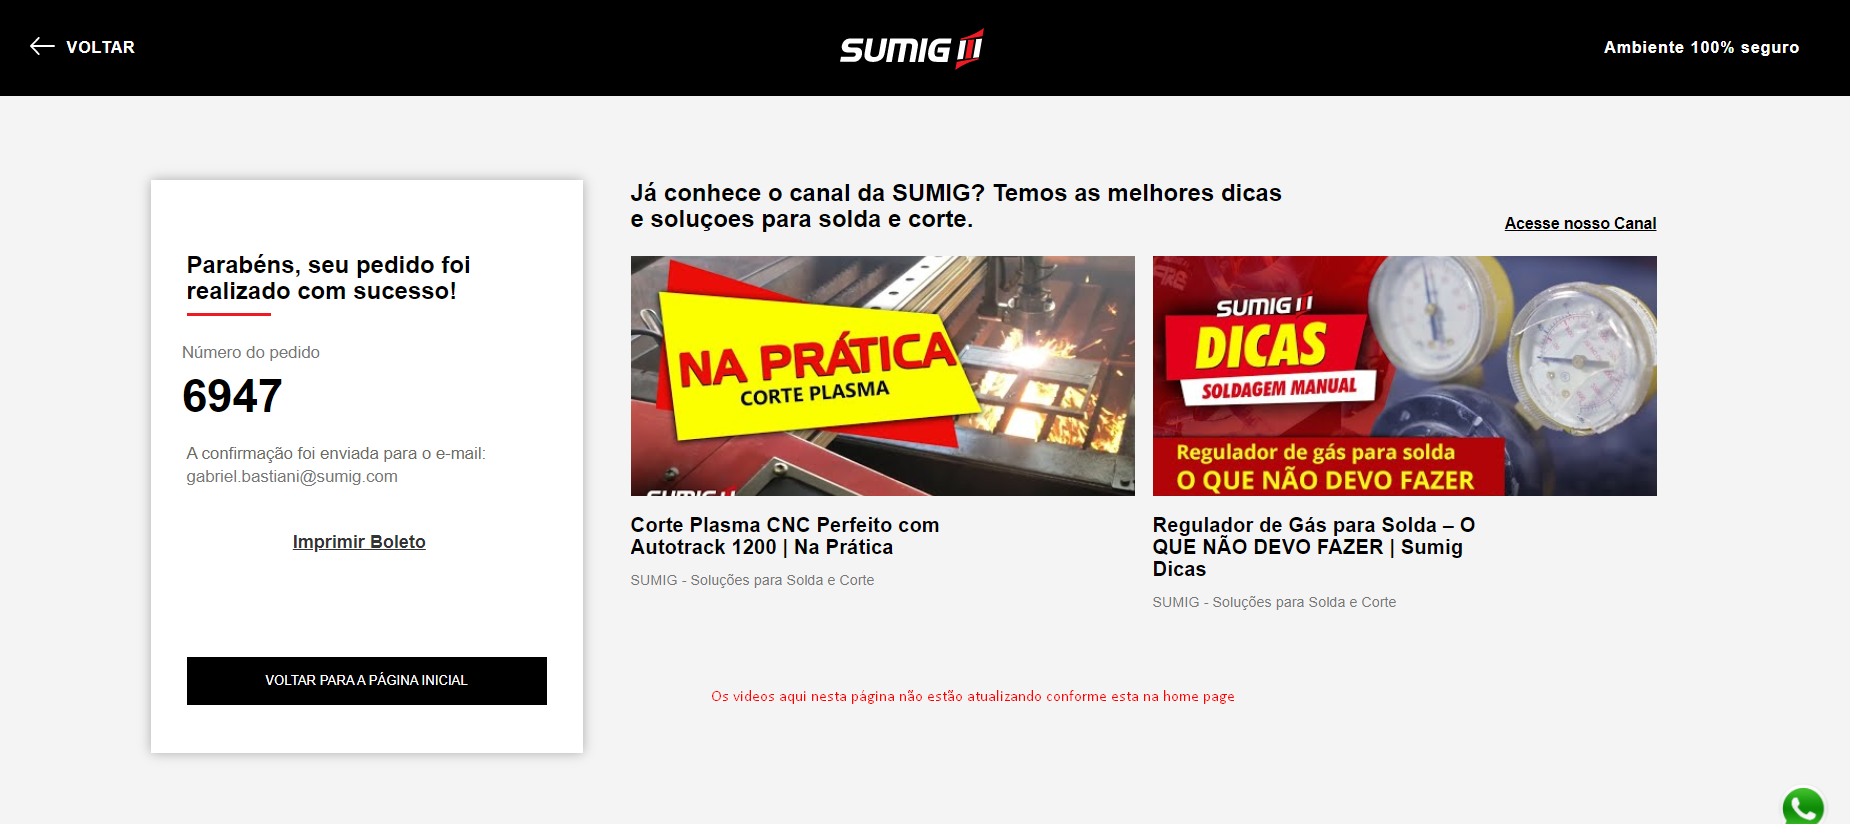 VOLTAR
SUMIG
Ambiente 100% seguro
Parabéns, seu pedido foi
realizado com sucesso!
Número do pedido
6947
A confirmação foi enviada para o e-mail:
gabriel.bastiani@sumig.com
Imprimir Boleto
VOLTAR PARA A PÁGINA INICIAL
Já conhece o canal da SUMIG? Temos as melhores dicas
e soluçoes para solda e corte.
Acesse nosso Canal
NA PRÁTICA
CORTE PLASMA
SUMIG
Corte Plasma CNC Perfeito com
Autotrack 1200 | Na Prática
SUMIG - Soluções para Solda e Corte
SUMIG
DICAS
SOLDAGEM MANUAL
Regulador de gás para solda
O QUE NÃO DEVO FAZER
Regulador de Gás para Solda – O
QUE NÃO DEVO FAZER | Sumig
Dicas
SUMIG - Soluções para Solda e Corte
Os videos aqui nesta página não estão atualizando conforme esta na home page